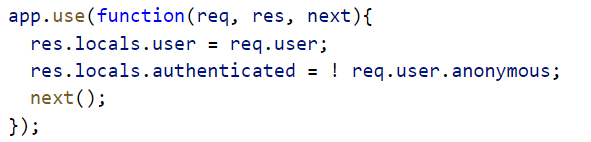 app.use(function(req, res, next){
  res.locals.user = req.user;
  res.locals.authenticated = ! req.user.anonymous;
  next();
});